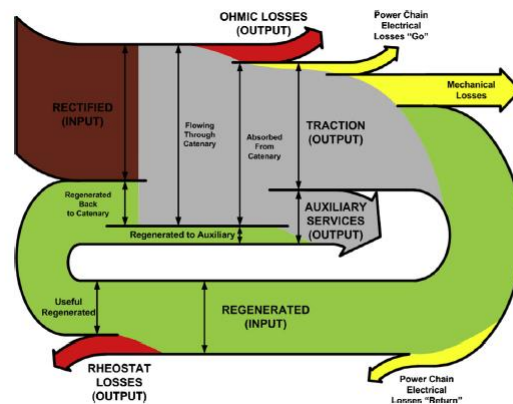 OHMIC LOSSES
(OUTPUT)
Power Chain
Electrical
Losses “Go”
Mechanical
Losses
RECTIFIED
(INPUT)
Flowing
Through
Catenary
Absorbed
From
Catenary
TRACTION
(OUTPUT)
Regenerated
Back
to Catenary
AUXILIARY
SERVICES
(OUTPUT)
Regenerated to Auxiliary
Useful
Regenerated
REGENERATED
(INPUT)
RHEOSTAT
LOSSES
(OUTPUT)
Power Chain
Electrical
Losses “Return”